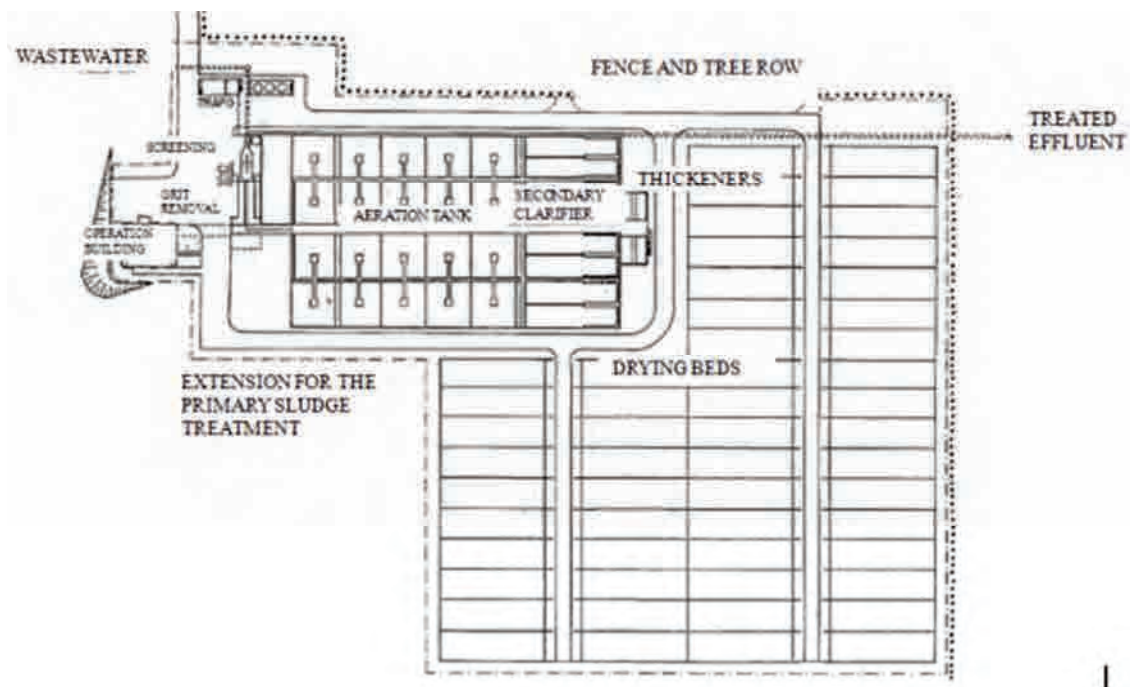 WASTEWATER
FENCE AND TREE ROW
TREATED
EFFLUENT
TRAFO
SCREENING
THICKENERS
GRIT
REMOVAL
SECONDARY
CLARIFIER
AERATION TANK
OPERATION
BUILDING
DRYING BEDS
EXTENSION FOR THE
PRIMARY SLUDGE
TREATMENT